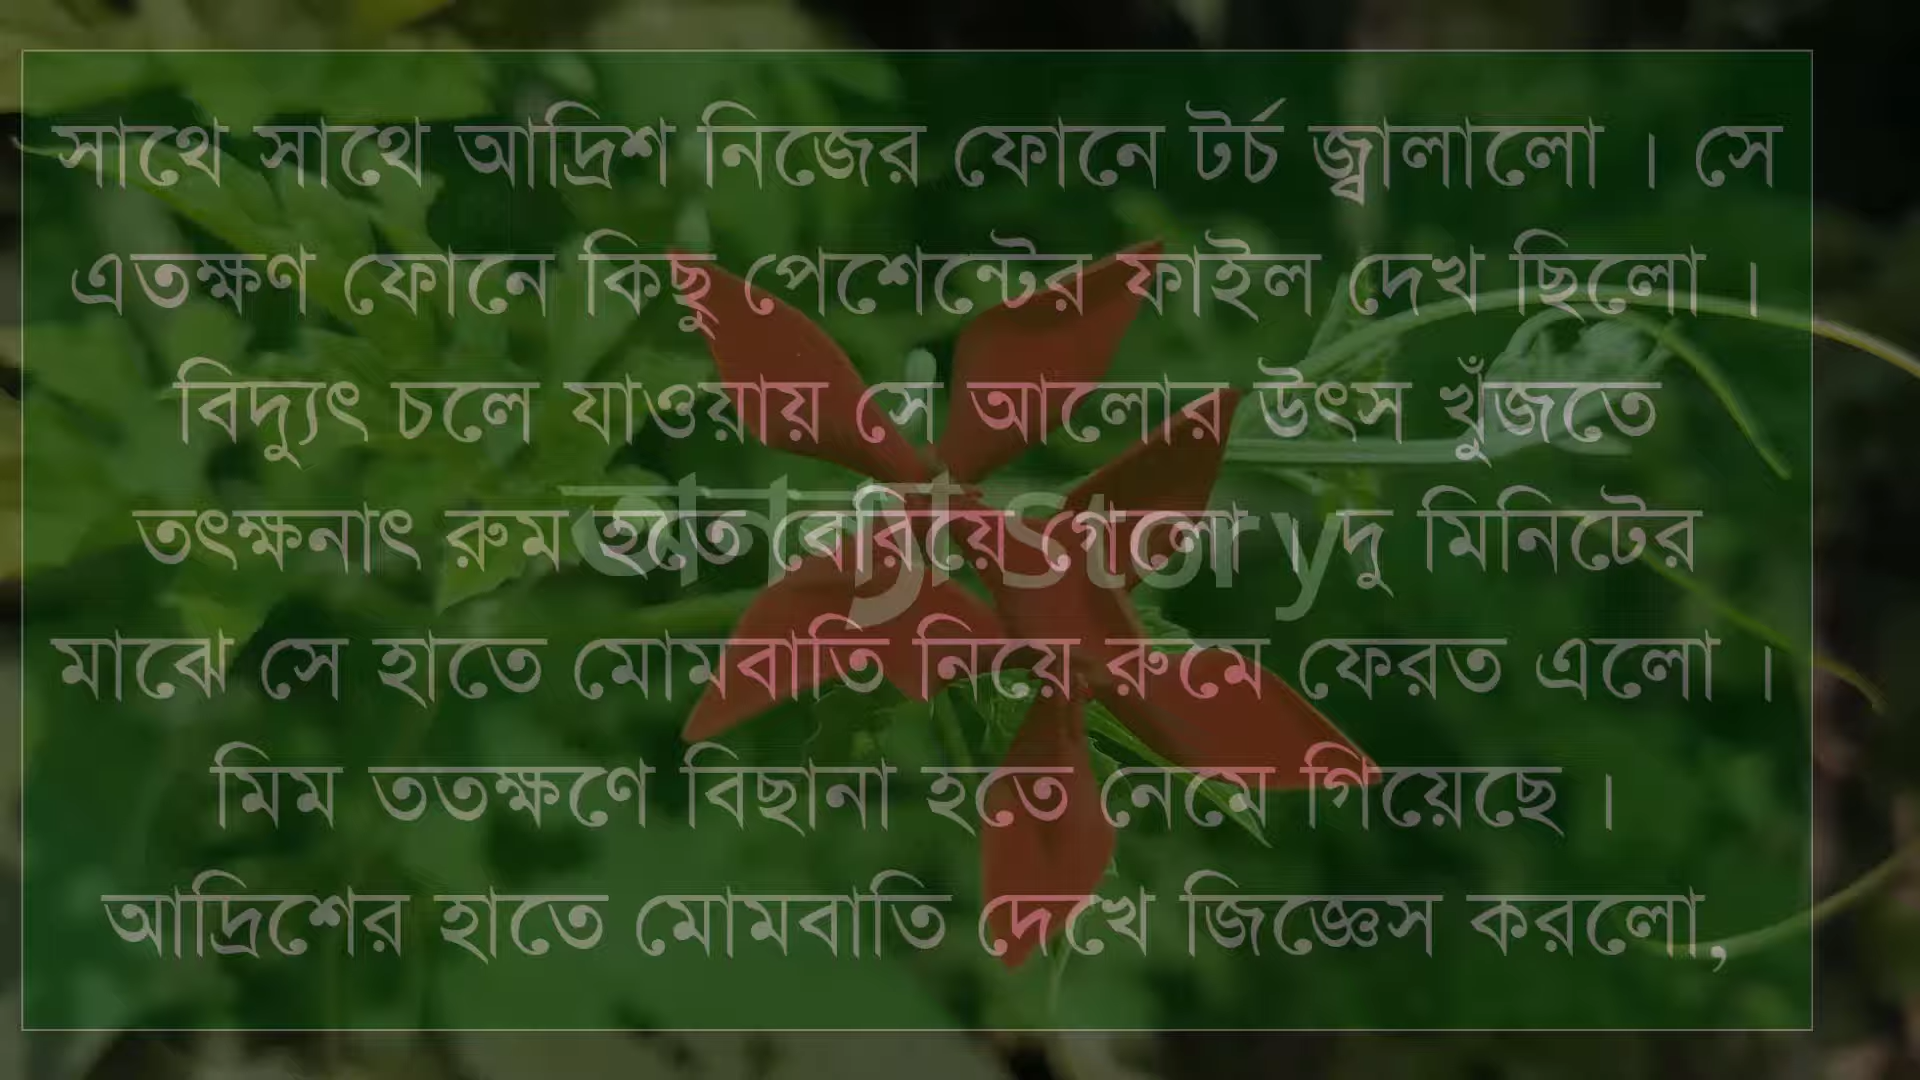 সাথে সাথে আদ্রিশ নিজের ফোনে টর্চ জ্বালালো । সে
এতক্ষণ ফোনে কিছু পেশেন্টের ফাইল দেখ ছিলো ।
বিদ্যুৎ চলে যাওয়ায় সে আলোর উৎস খুঁজতে
তৎক্ষনাৎ রুম হতে বেরিয়ে গেলো । দু মিনিটের
মাঝে সে হাতে মোমবাতি নিয়ে রুমে ফেরত এলো ।
মিম ততক্ষণে বিছানা হতে নেমে গিয়েছে ।
আদ্রিশের হাতে মোমবাতি দেখে জিজ্ঞেস করলো,
Story